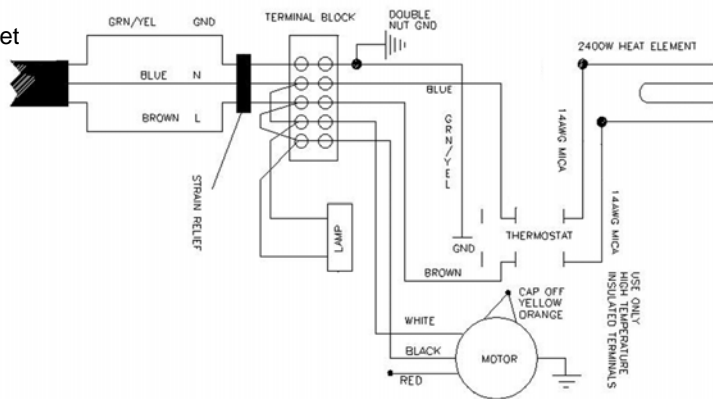 et
GRN/YEL GND
BLUE N
BROWN L
STRAIN RELIEF
TERMINAL BLOCK
DOUBLE
NUT GND
BLUE
GRN/YEL
GND
BROWN
LAMP
WHITE
BLACK
RED
CAP OFF
YELLOW
ORANGE
MOTOR
THERMOSTAT
2400W HEAT ELEMENT
14AWG MICA
14AWG MICA
USE ONLY
HIGH TEMPERATURE
INSULATED TERMINALS